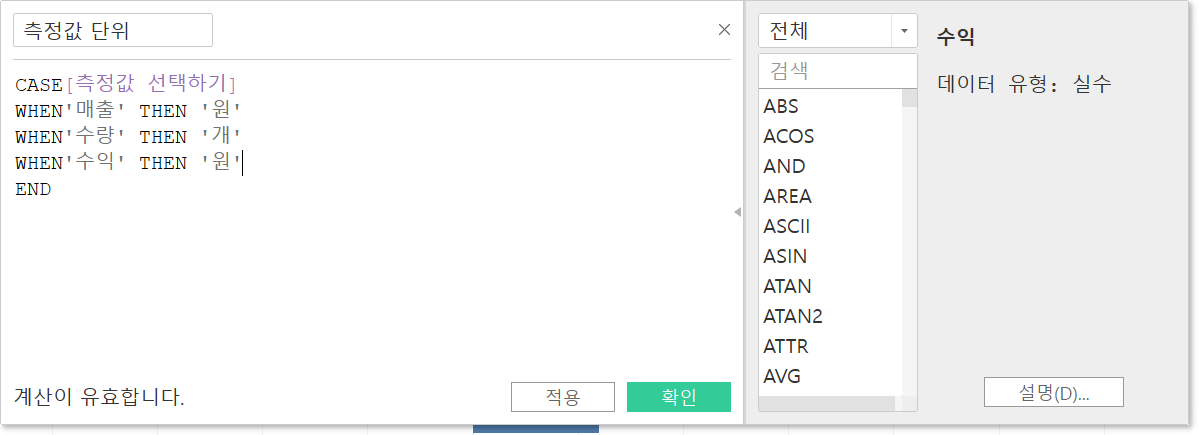 측정값 단위
CASE[측정값 선택하기]
WHEN'매출' THEN '원'
WHEN'수량' THEN '개'
WHEN'수익' THEN '원'
END
계산이 유효합니다.
적용
확인
전체
검색
ABS
ACOS
AND
AREA
ASCII
ASIN
ATAN
ATAN2
ATTR
AVG
수익
데이터 유형: 실수
설명(D)...